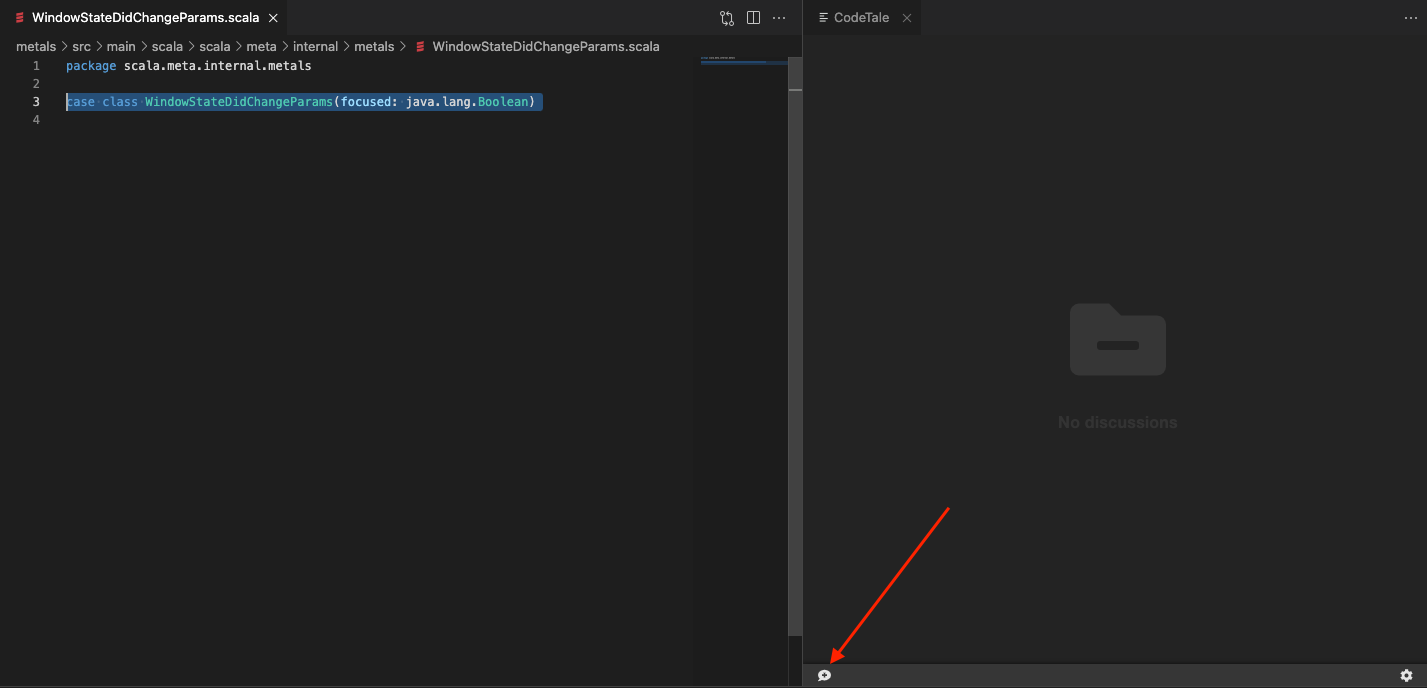 WindowStateDidChangeParams.scala
CodeTale
metals > src > main > scala > scala > meta > internal > metals > WindowStateDidChangeParams.scala
1 package scala.meta.internal.metals
2
3 case class WindowStateDidChangeParams(focused: java.lang.Boolean)
4
No discussions